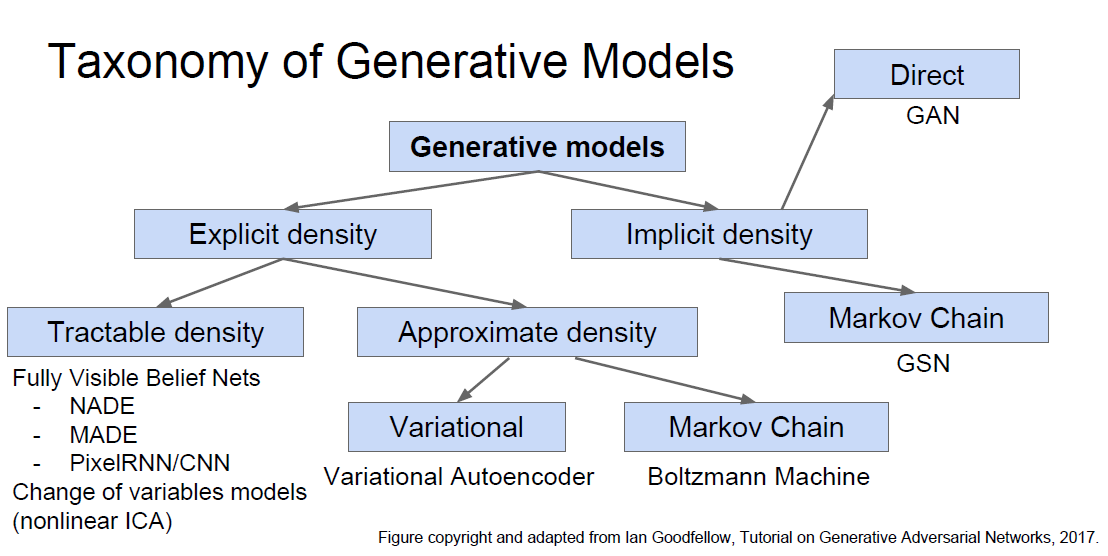 Taxonomy of Generative Models
Direct
GAN
Generative models
Explicit density
Implicit density
Tractable density
Approximate density
Markov Chain
GSN
Fully Visible Belief Nets
- NADE
- MADE
- PixelRNN/CNN
Change of variables models
(nonlinear ICA)
Variational
Markov Chain
Variational Autoencoder
Boltzmann Machine
Figure copyright and adapted from Ian Goodfellow, Tutorial on Generative Adversarial Networks, 2017.